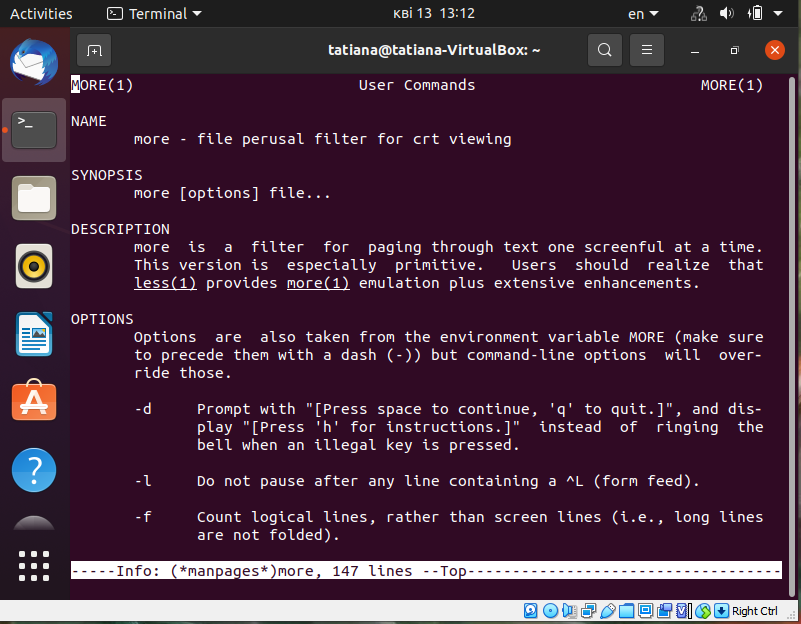 Activities Terminal кві 13 13:12 en
tatiana@tatiana-VirtualBox: ~
MORE(1) User Commands MORE(1)
NAME
more - file perusal filter for crt viewing
SYNOPSIS
more [options] file...
DESCRIPTION
more is a filter for paging through text one screenful at a time.
This version is especially primitive. Users should realize that
less(1) provides more(1) emulation plus extensive enhancements.
OPTIONS
Options are also taken from the environment variable MORE (make sure
to precede them with a dash (-)) but command-line options will over-
ride those.
-d Prompt with "[Press space to continue, 'q' to quit.]", and dis-
play "[Press 'h' for instructions.]" instead of ringing the
bell when an illegal key is pressed.
-l Do not pause after any line containing a ^L (form feed).
-f Count logical lines, rather than screen lines (i.e., long lines
are not folded).
-----Info: (*manpages*)more, 147 lines --Top-----------------------------------
Right Ctrl